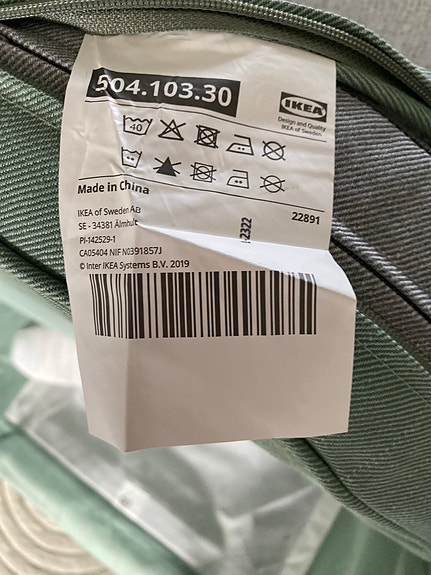 504.103.30
IKEA
Design and Quality
IKEA of Sweden
40
Made in China
22891
IKEA of Sweden AB
SE - 34381 Älmhult
2322
PI-142529-1
CA05404 NIF N0391857J
© Inter IKEA Systems B.V. 2019